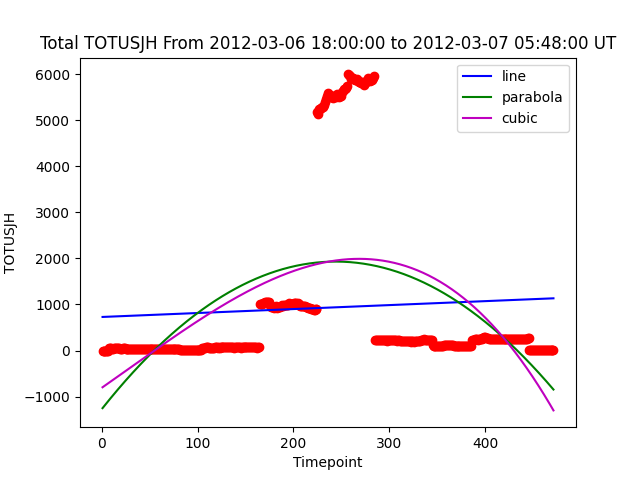 Total TOTUSJH From 2012-03-06 18:00:00 to 2012-03-07 05:48:00 UT
line
parabola
cubic
6000
5000
4000
3000
2000
1000
0
−1000
TOTUSJH
0 100 200 300 400
Timepoint